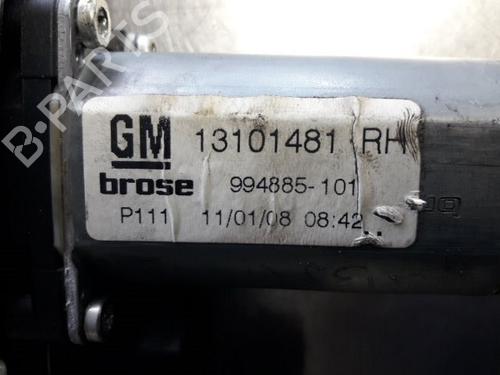 B-PARTS
GM 13101481 RH
brose 994885-101
P111 11/01/08 08:42